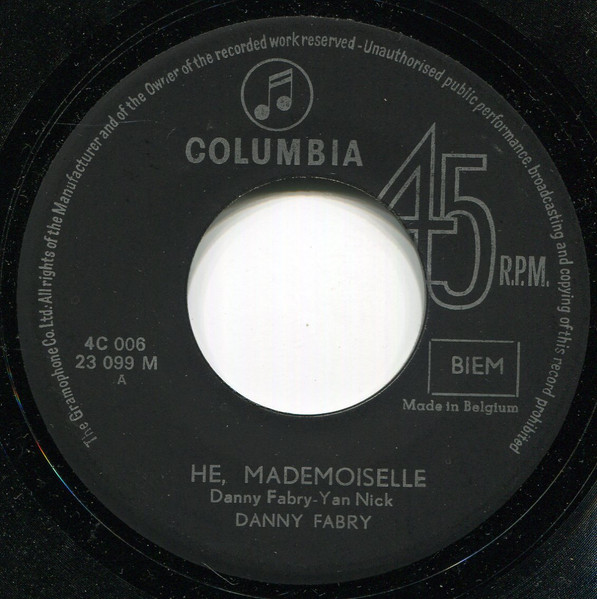 The Gramophone Co. Ltd. All rights of the Manufacturer and of the Owner of the recorded work reserved - Unauthorised public performance, broadcasting and copying of this record prohibited
COLUMBIA
45
R.P.M.
4C 006
23 099 M
A
BIEM
Made in Belgium
HE, MADEMOISELLE
Danny Fabry-Yan Nick
DANNY FABRY